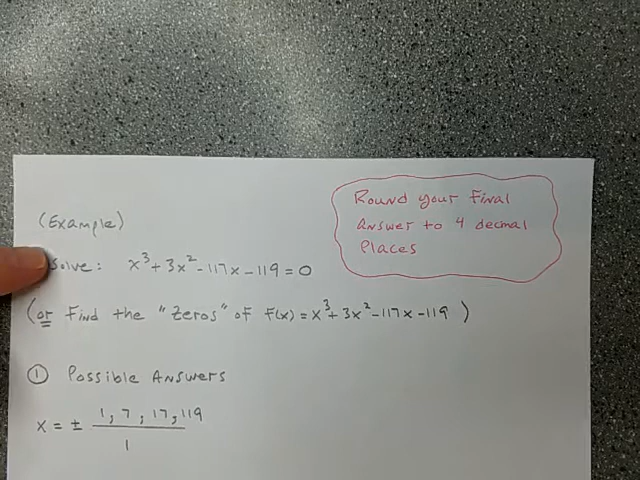 Round your Final
Answer to 4 decmal
Places
(Example)
Solve: x³+3x²-117x-119=0
(or Find the "Zeros" of F(x)=x³+3x²-117x-119)
① Possible Answers
x = ± 1, 7, 17, 119
1